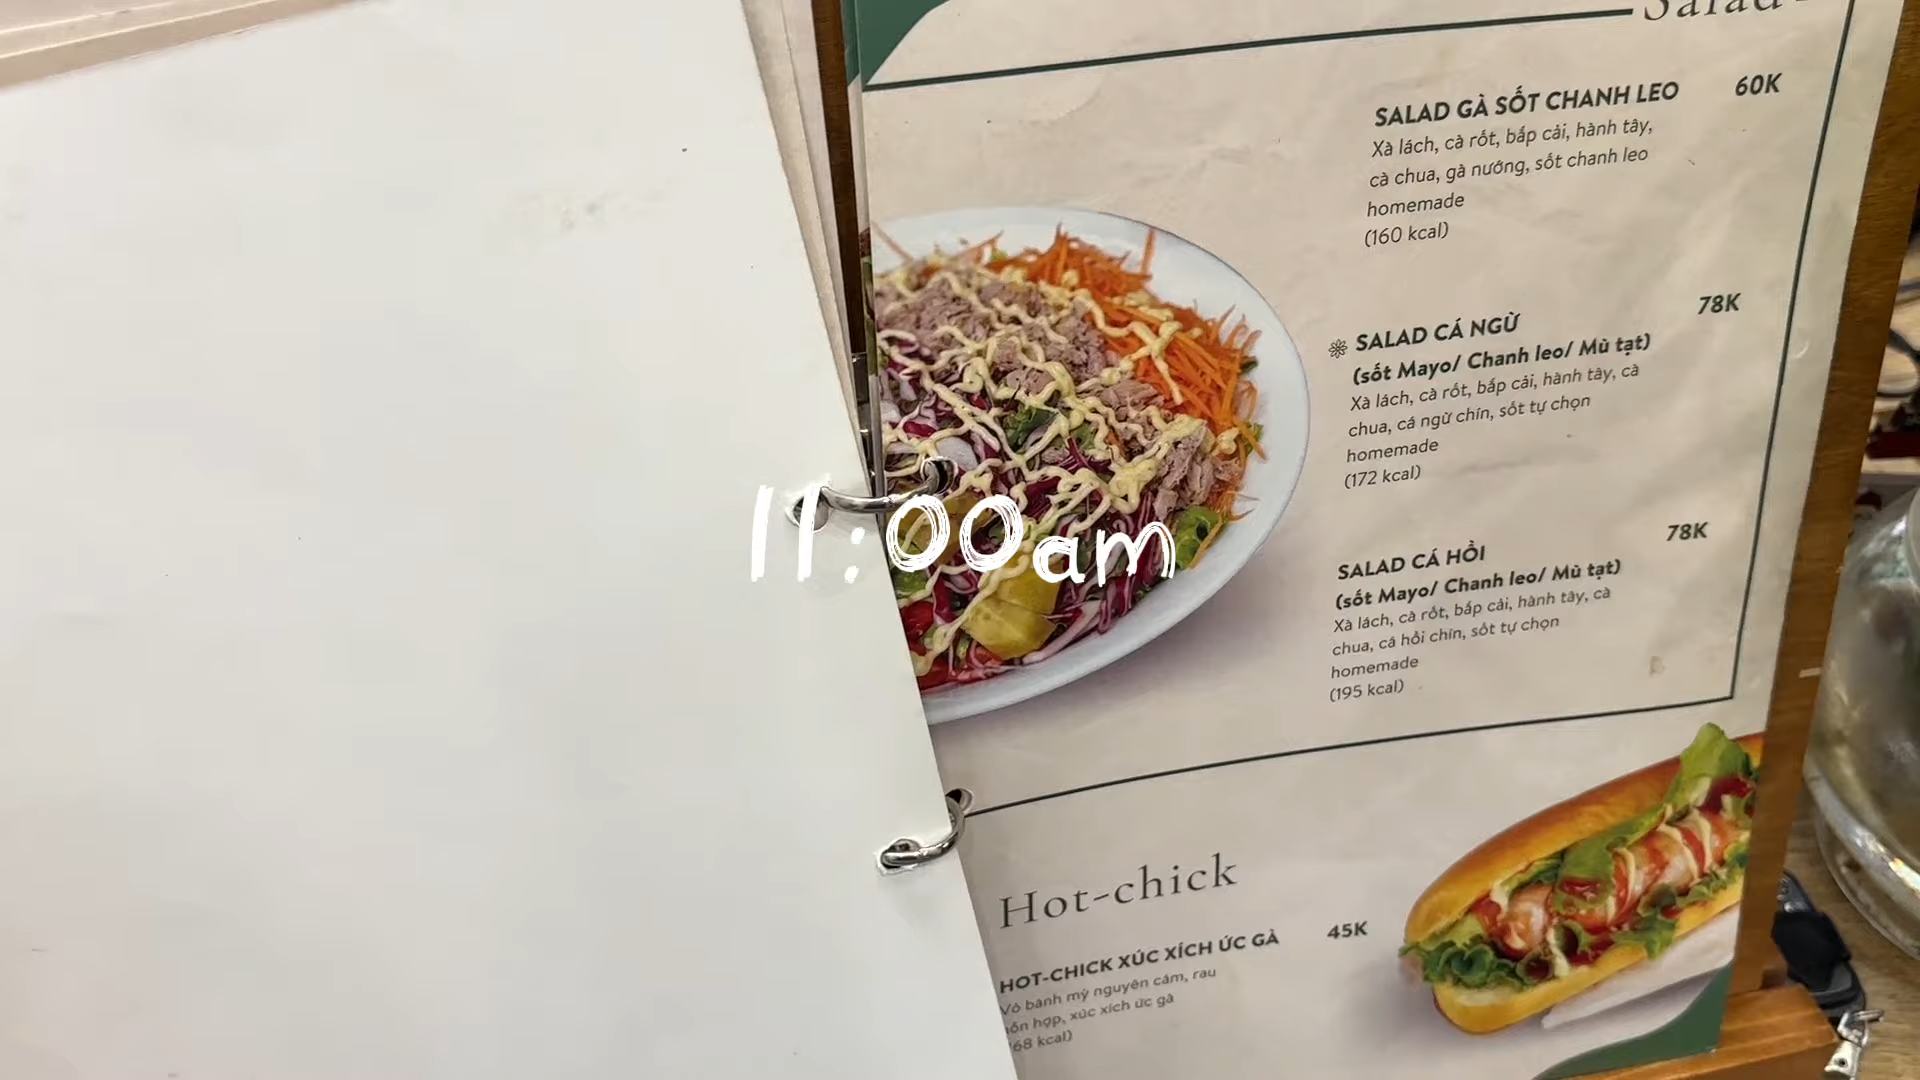 Salad
SALAD GÀ SỐT CHANH LEO 60K
Xà lách, cà rốt, bắp cải, hành tây,
cà chua, gà nướng, sốt chanh leo
homemade
(160 kcal)
SALAD CÁ NGỪ 78K
(sốt Mayo/ Chanh leo/ Mù tạt)
Xà lách, cà rốt, bắp cải, hành tây, cà
chua, cá ngừ chín, sốt tự chọn
homemade
(172 kcal)
11:00am
SALAD CÁ HỒI 78K
(sốt Mayo/ Chanh leo/ Mù tạt)
Xà lách, cà rốt, bắp cải, hành tây, cà
chua, cá hồi chín, sốt tự chọn
homemade
(195 kcal)
Hot-chick
HOT-CHICK XÚC XÍCH ỨC GÀ 45K
Vỏ bánh mỳ nguyên cám, rau
hợp, xúc xích ức gà
kcal)